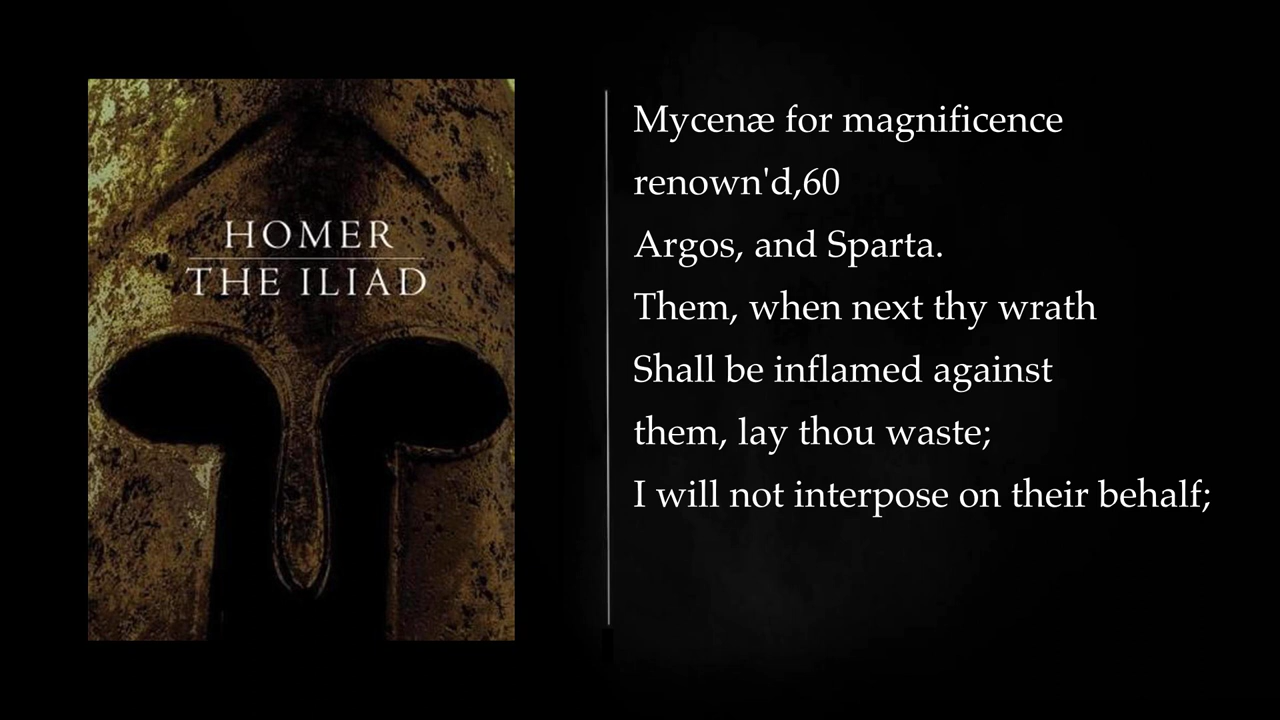 HOMER
THE ILIAD
Mycenæ for magnificence
renown'd,60
Argos, and Sparta.
Them, when next thy wrath
Shall be inflamed against
them, lay thou waste;
I will not interpose on their behalf;